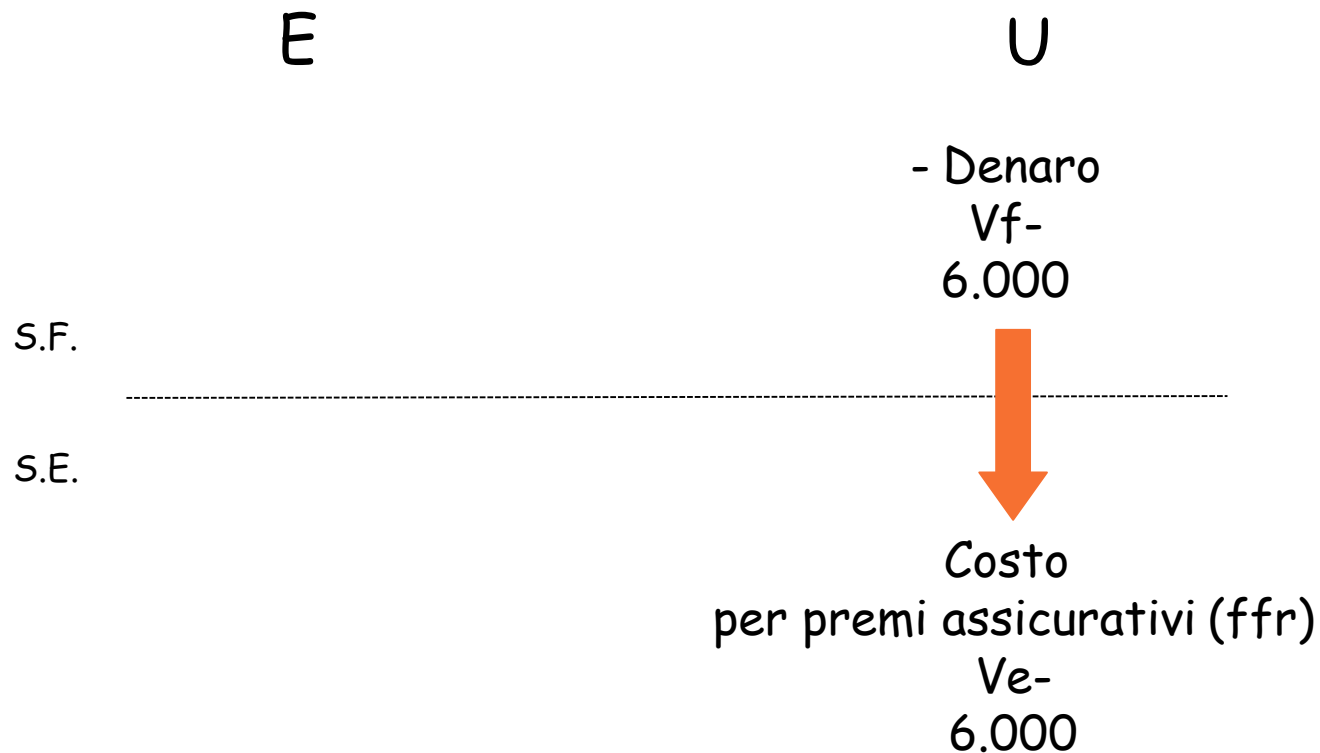 E
U
- Denaro
Vf-
6.000
S.F.
S.E.
Costo
per premi assicurativi (ffr)
Ve-
6.000